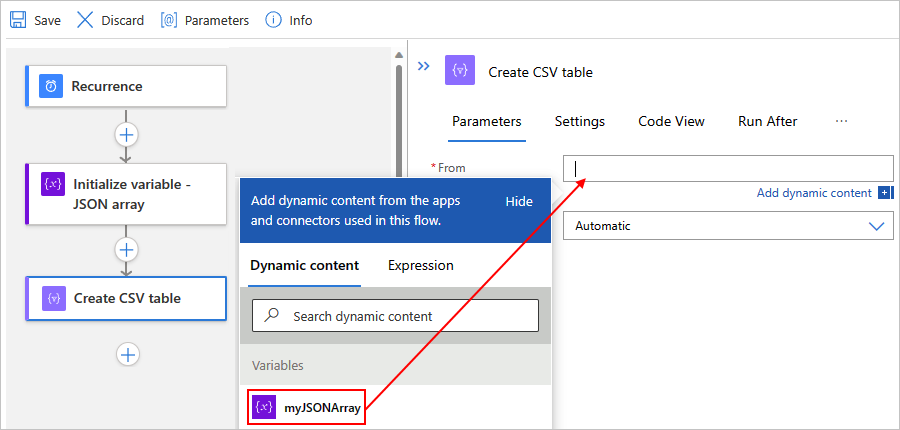 Save Discard [@] Parameters Info
Recurrence
Initialize variable -
JSON array
Create CSV table
Create CSV table
Parameters Settings Code View Run After ...
* From
Add dynamic content
Automatic
Add dynamic content from the apps
and connectors used in this flow.
Hide
Dynamic content Expression
Search dynamic content
Variables
{x} myJSONArray